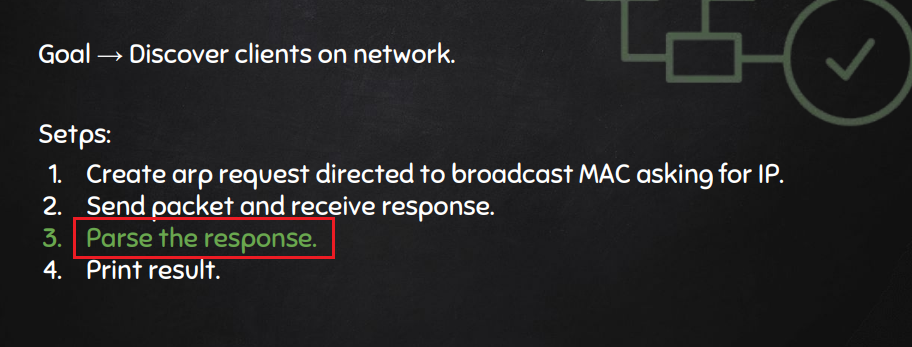 Goal → Discover clients on network.
Setps:
1. Create arp request directed to broadcast MAC asking for IP.
2. Send packet and receive response.
3. Parse the response.
4. Print result.